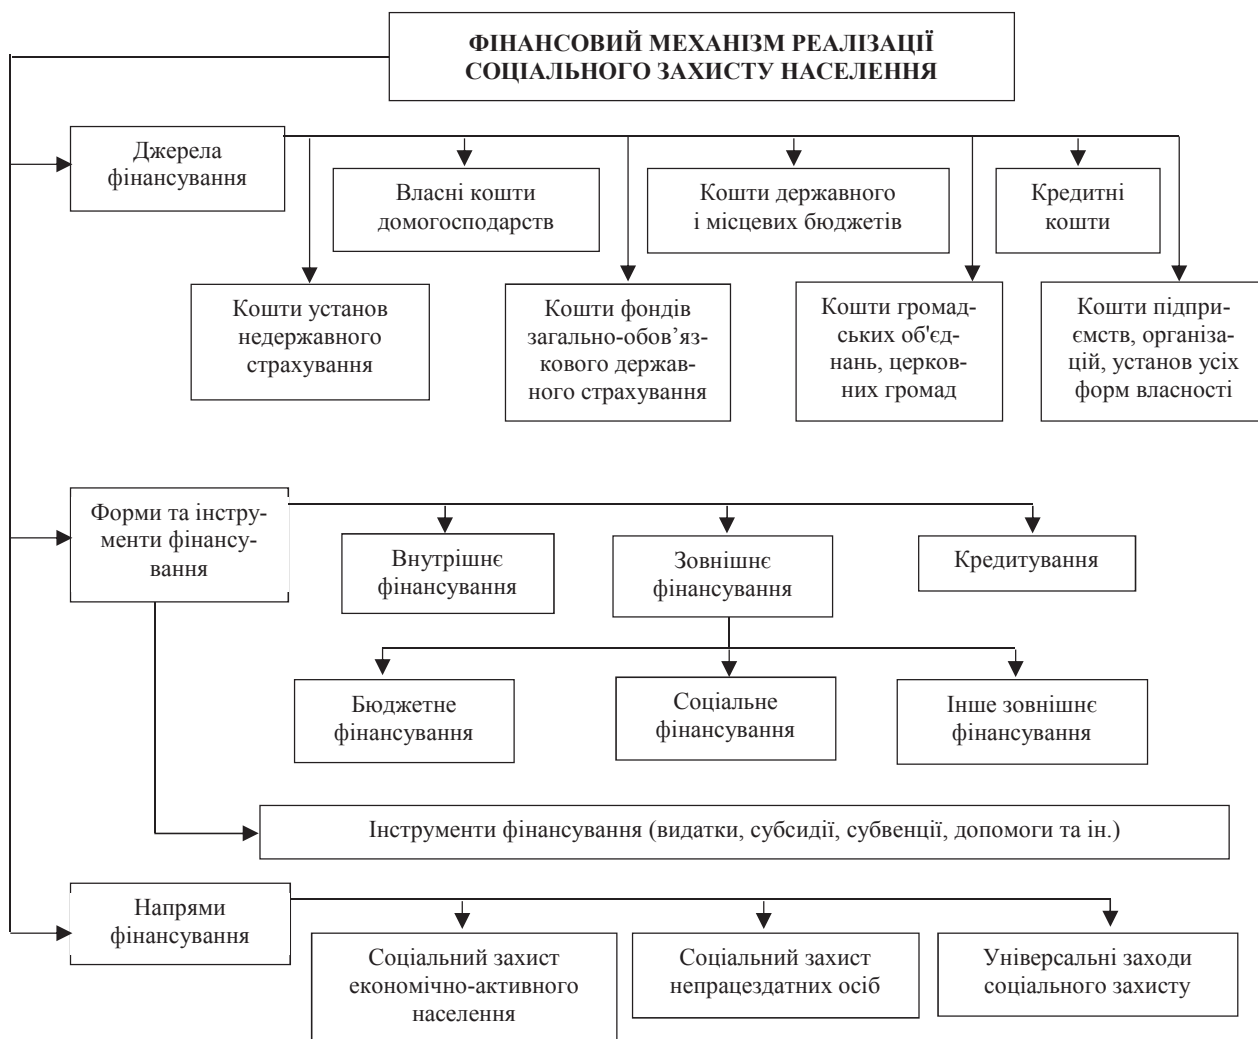 ФІНАНСОВИЙ МЕХАНІЗМ РЕАЛІЗАЦІЇ
СОЦІАЛЬНОГО ЗАХИСТУ НАСЕЛЕННЯ
Джерела
фінансування
Власні кошти
домогосподарств
Кошти державного
і місцевих бюджетів
Кредитні
кошти
Кошти установ
недержавного
страхування
Кошти фондів
загально-обов’яз-
кового держав-
ного страхування
Кошти громад-
ських об'єд-
нань, церков-
них громад
Кошти підпри-
ємств, організа-
цій, установ усіх
форм власності
Форми та інстру-
менти фінансу-
вання
Внутрішнє
фінансування
Зовнішнє
фінансування
Кредитування
Бюджетне
фінансування
Соціальне
фінансування
Інше зовнішнє
фінансування
Інструменти фінансування (видатки, субсидії, субвенції, допомоги та ін.)
Напрями
фінансування
Соціальний захист
економічно-активного
населення
Соціальний захист
непрацездатних осіб
Універсальні заходи
соціального захисту